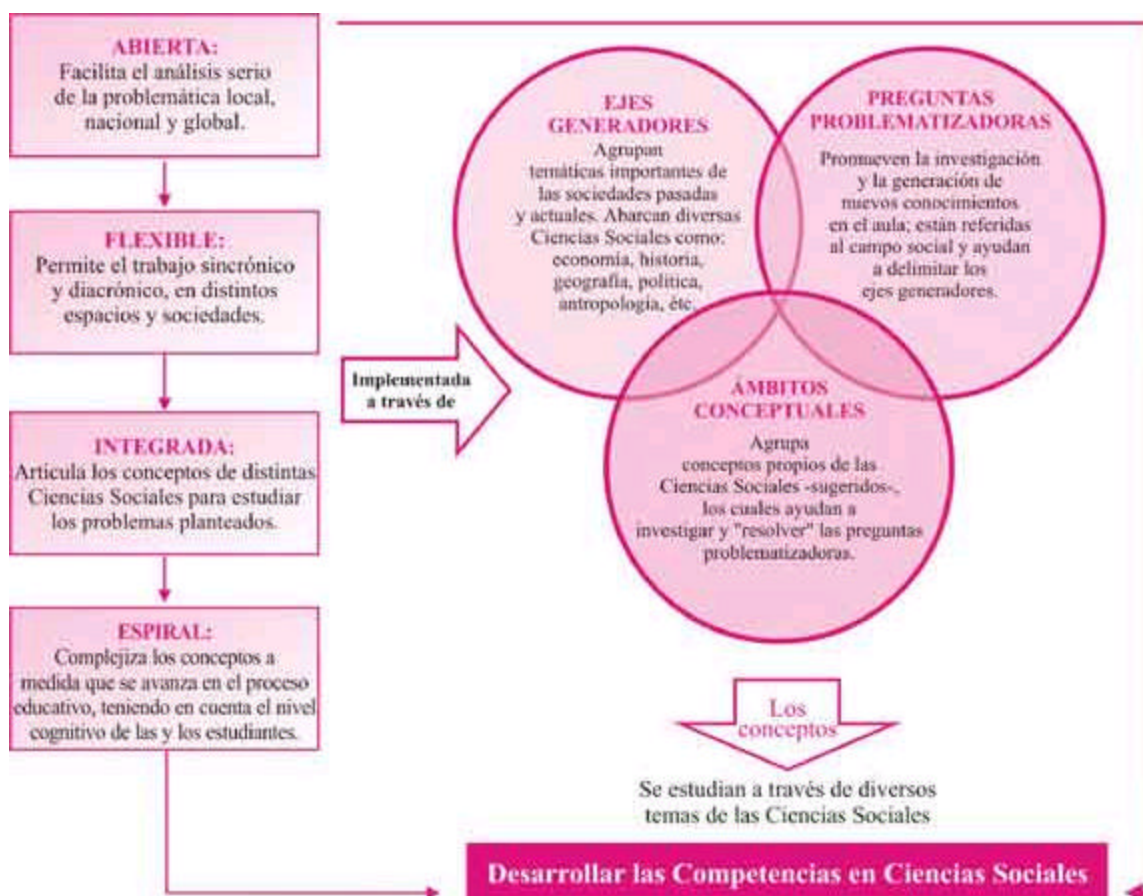 ABIERTA:
Facilita el análisis serio
de la problemática local,
nacional y global.
FLEXIBLE:
Permite el trabajo sincrónico
y diacrónico, en distintos
espacios y sociedades.
INTEGRADA:
Articula los conceptos de distintas
Ciencias Sociales para estudiar
los problemas planteados.
ESPIRAL:
Complejiza los conceptos a
medida que se avanza en el proceso
educativo, teniendo en cuenta el nivel
cognitivo de las y los estudiantes.
Implementada
a través de
EJES
GENERADORES
Agrupan
temáticas importantes de
las sociedades pasadas
y actuales. Abarcan diversas
Ciencias Sociales como:
economía, historia,
geografía, política,
antropología, étc.
PREGUNTAS
PROBLEMATIZADORAS
Promueven la investigación
y la generación de
nuevos conocimientos
en el aula; están referidas
al campo social y ayudan
a delimitar los
ejes generadores.
ÁMBITOS
CONCEPTUALES
Agrupa
conceptos propios de las
Ciencias Sociales -sugeridos-,
los cuales ayudan a
investigar y "resolver" las preguntas
problematizadoras.
Los
conceptos
Se estudian a través de diversos
temas de las Ciencias Sociales
Desarrollar las Competencias en Ciencias Sociales